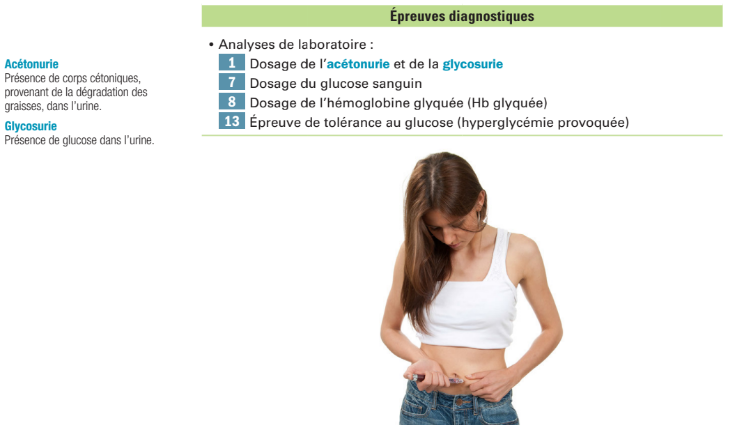 Épreuves diagnostiques
• Analyses de laboratoire :
1 Dosage de l'acétonurie et de la glycosurie
7 Dosage du glucose sanguin
8 Dosage de l'hémoglobine glyquée (Hb glyquée)
13 Épreuve de tolérance au glucose (hyperglycémie provoquée)
Acétonurie
Présence de corps cétoniques,
provenant de la dégradation des
graisses, dans l'urine.
Glycosurie
Présence de glucose dans l'urine.